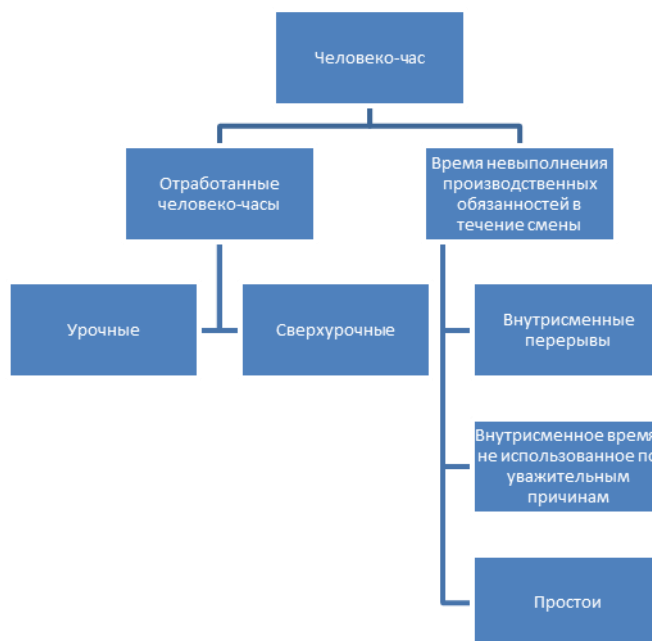 Человеко-час
Отработанные
человеко-часы
Время невыполнения
производственных
обязанностей в
течение смены
Урочные
Сверхурочные
Внутрисменные
перерывы
Внутрисменное время
не использованное по
уважительным
причинам
Простои